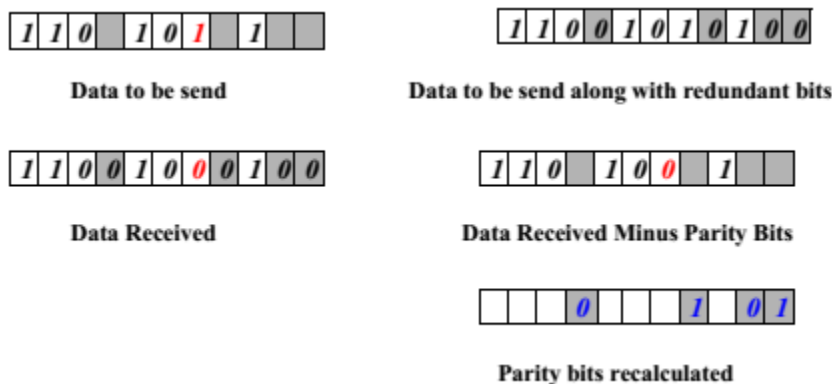 1 1 0 1 0 1 1
1 1 0 0 1 0 1 0 1 0 0
Data to be send
Data to be send along with redundant bits
1 1 0 0 1 0 0 0 1 0 0
1 1 0 1 0 0 1
Data Received
Data Received Minus Parity Bits
0 1 0 1
Parity bits recalculated